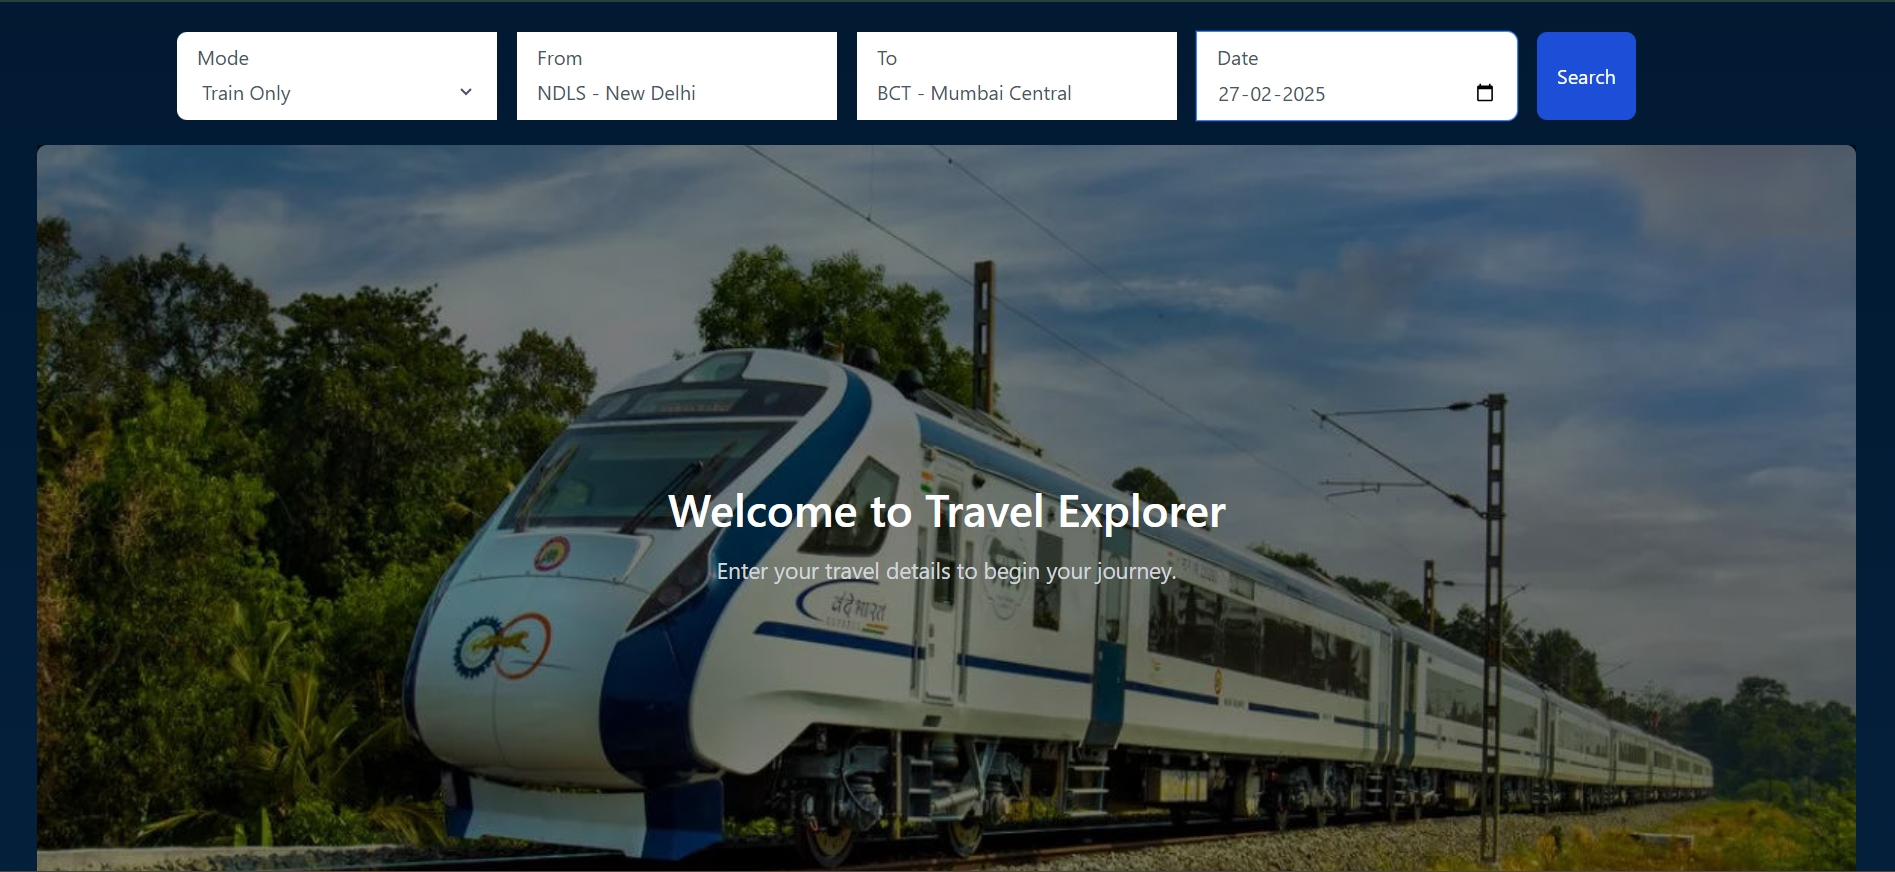 Mode
Train Only
From
NDLS - New Delhi
To
BCT - Mumbai Central
Date
27-02-2025
Search
Welcome to Travel Explorer
Enter your travel details to begin your journey.
वंदे भारत
EXPRESS